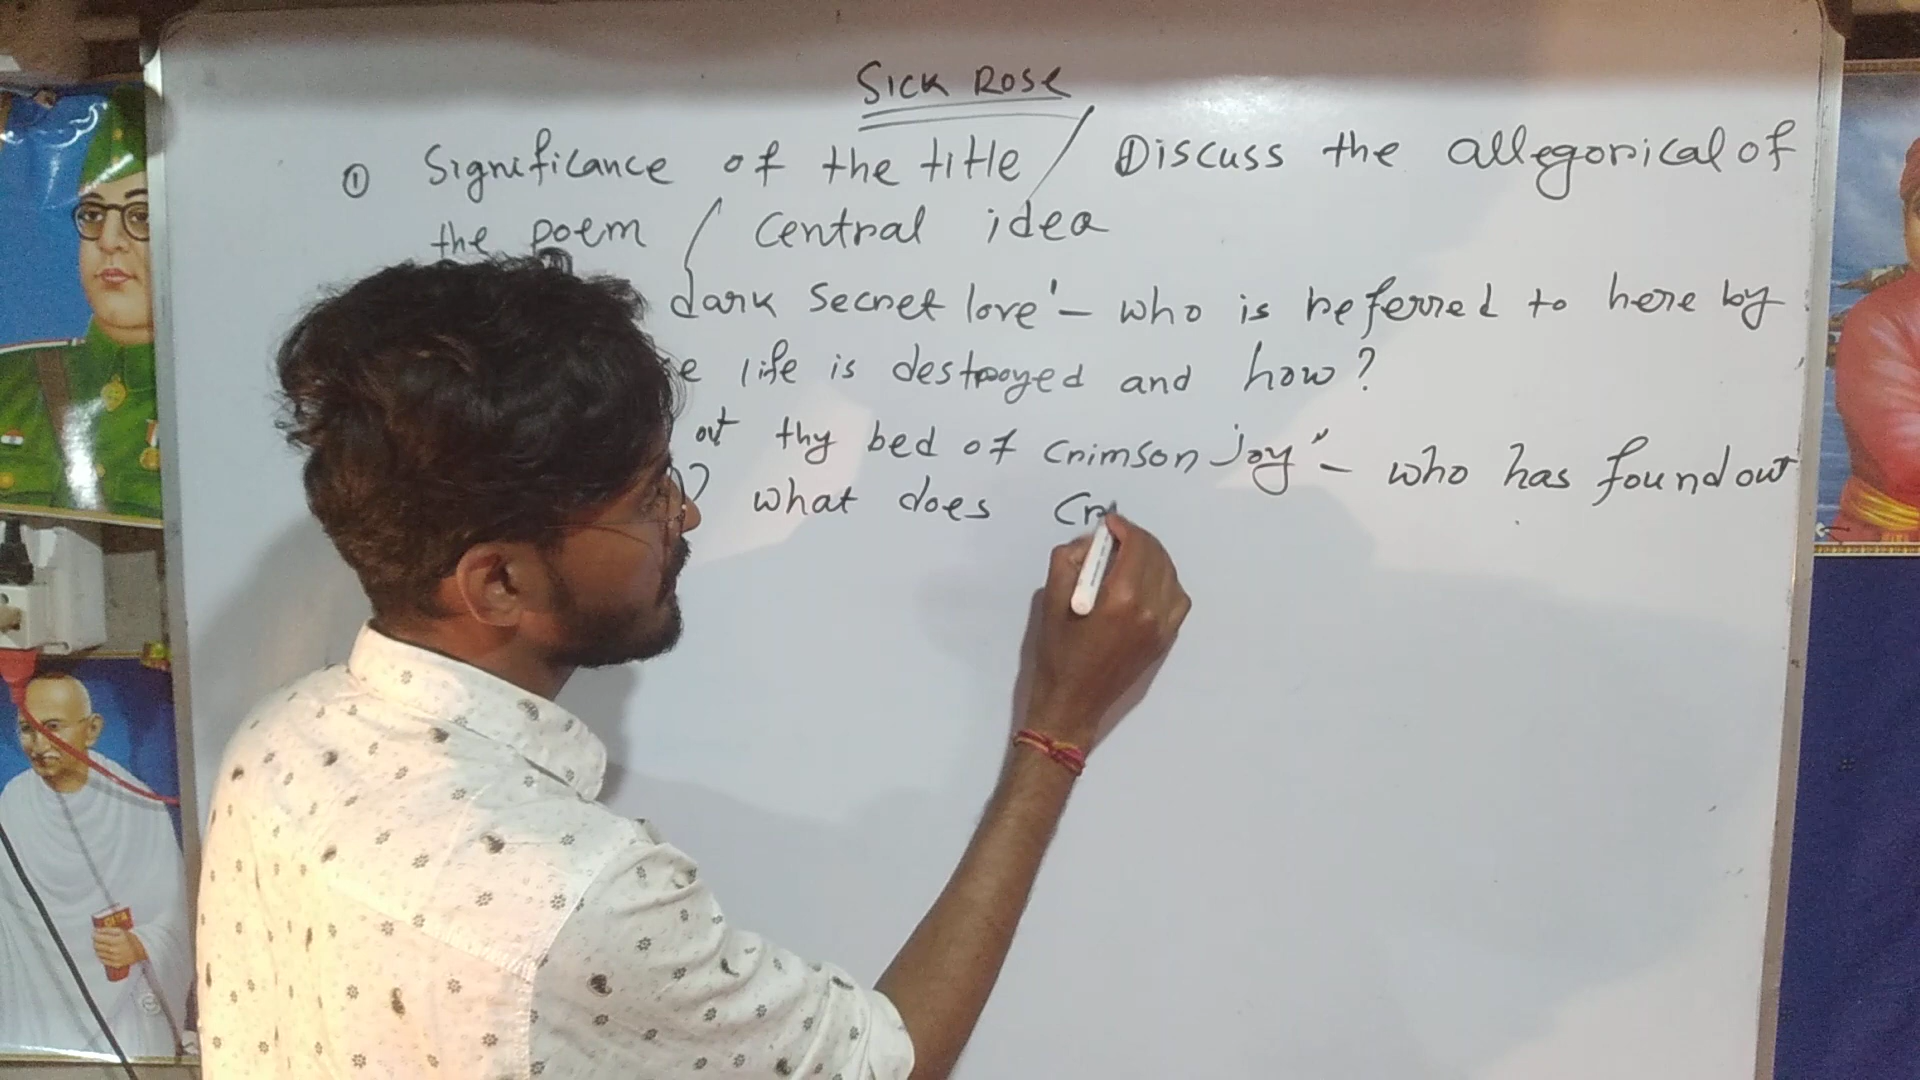 Sick Rose
① Significance of the title / Discuss the allegorical of
the poem / Central idea
dark secret love' - who is referred to here by
life is destroyed and how?
out thy bed of crimson joy" - who has found out
? what does Cr
GITA